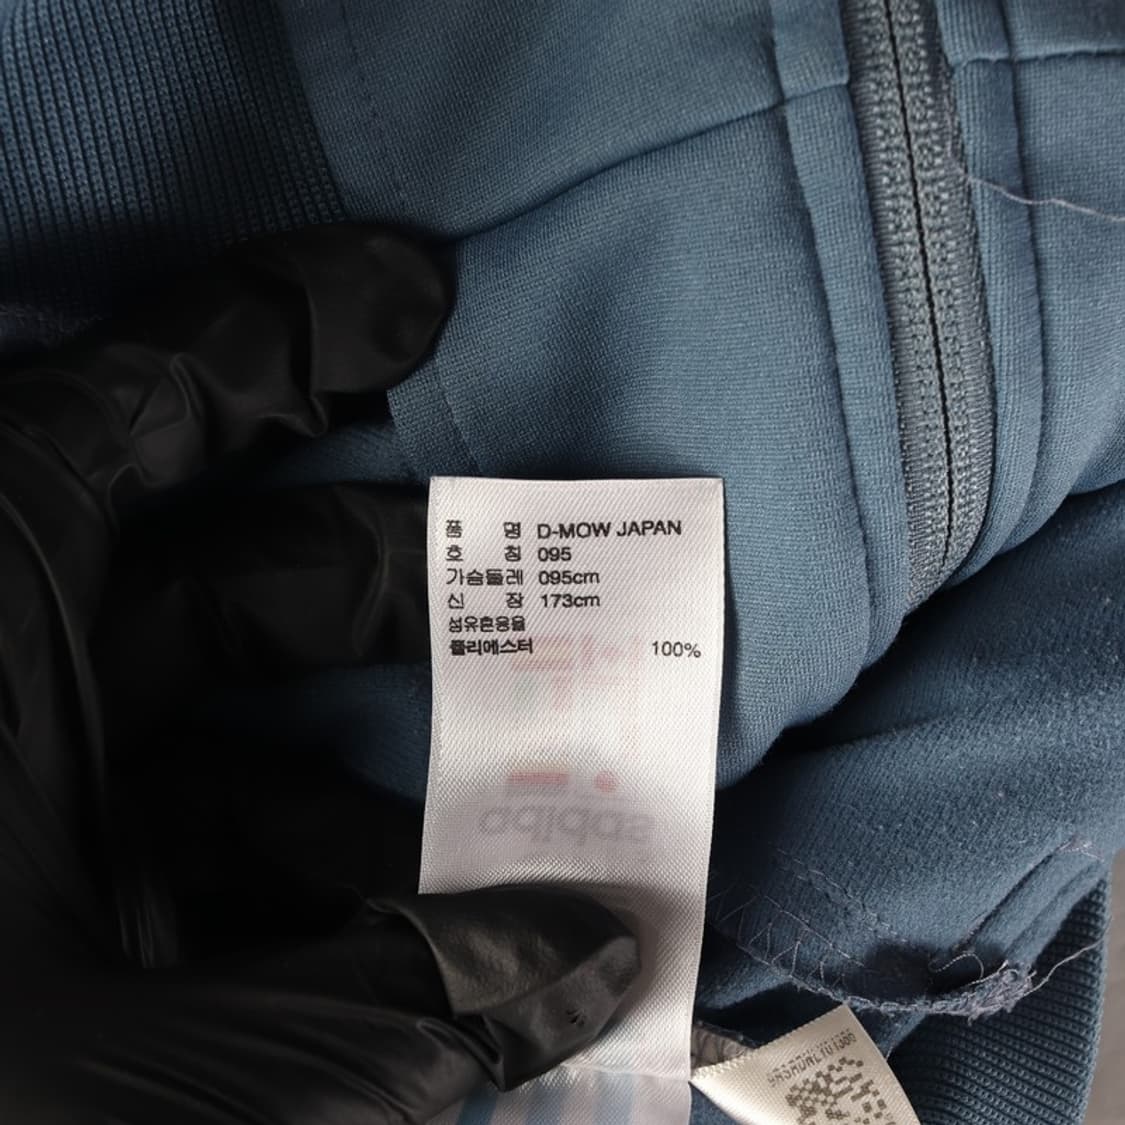 품 명 D-MOW JAPAN
호 칭 095
가슴둘레 095cm
신 장 173cm
섬유혼용율
폴리에스터 100%
adidas